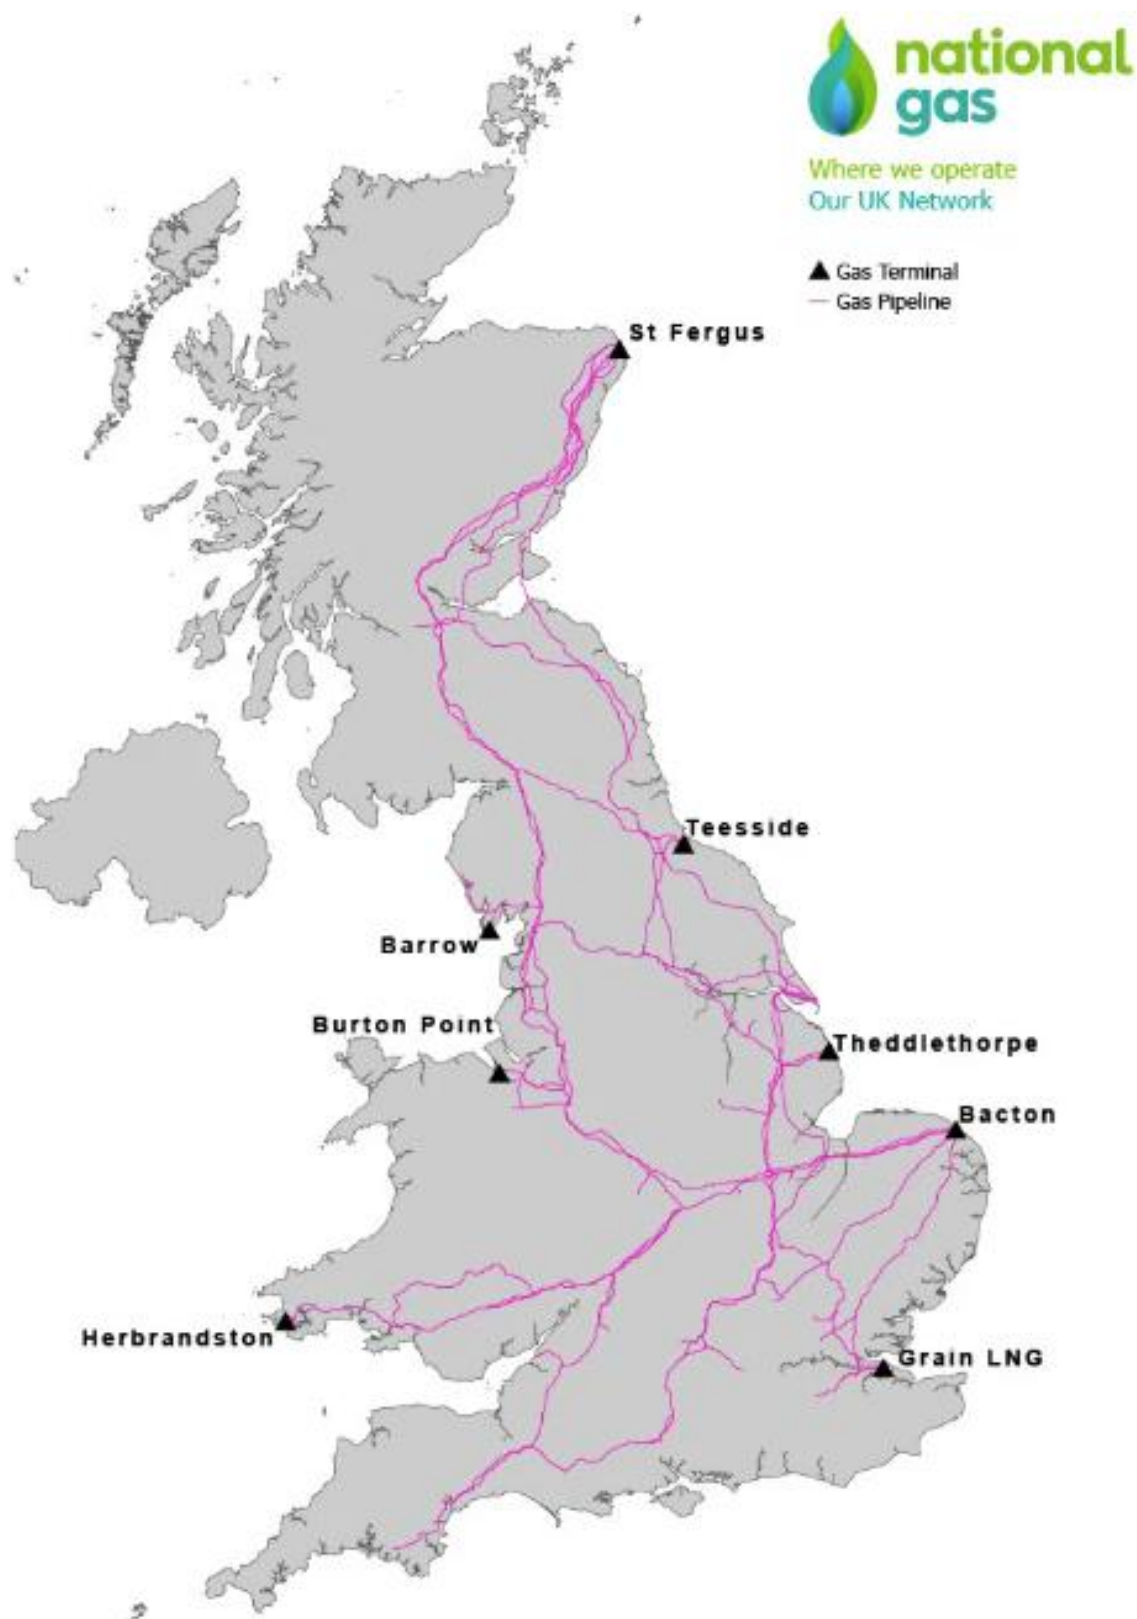 national
gas
Where we operate
Our UK Network
Gas Terminal
Gas Pipeline
St Fergus
Teesside
Barrow
Burton Point
Theddlethorpe
Bacton
Herbrandston
Grain LNG